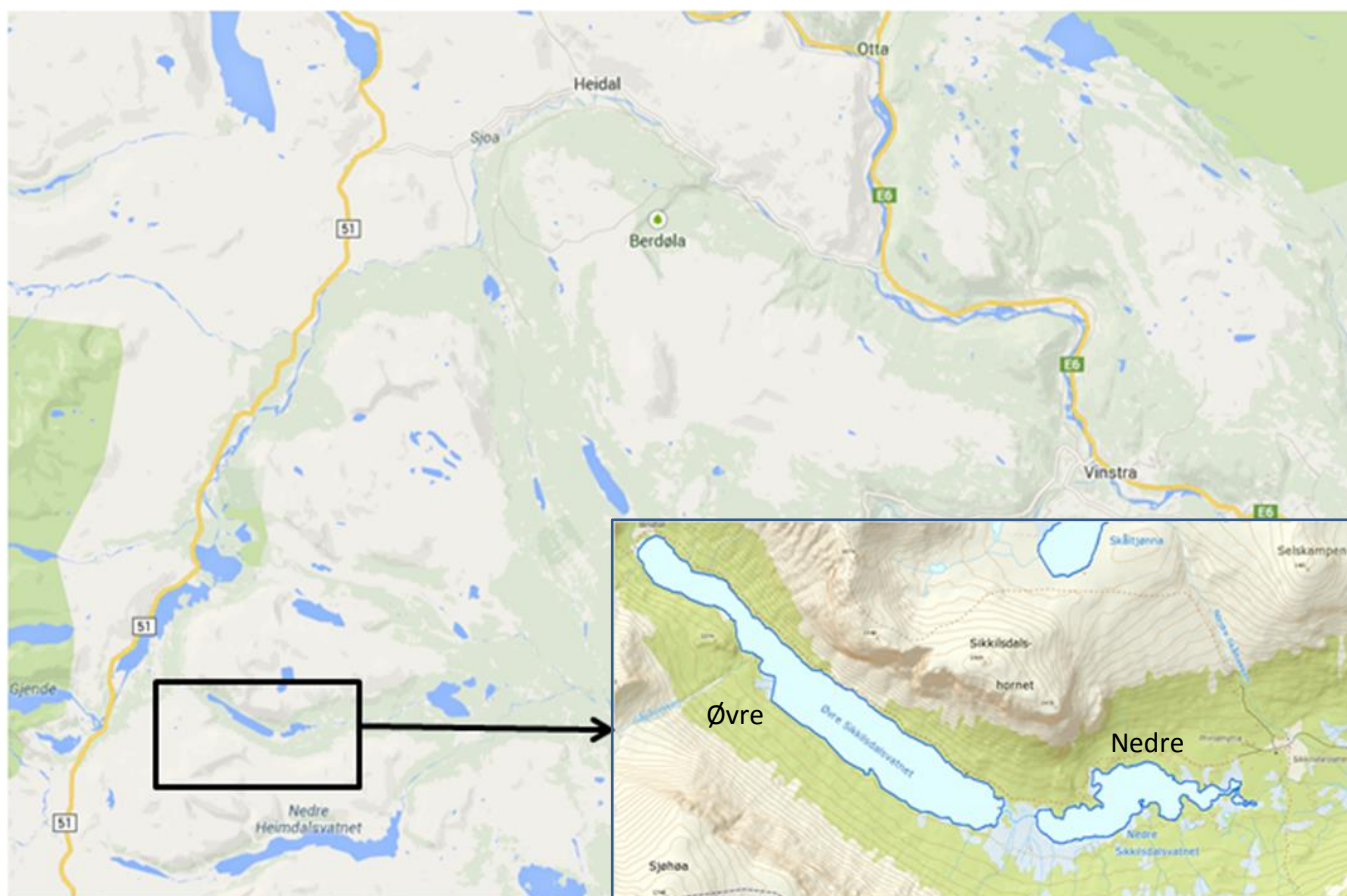 Otta
Heidal
Sjoa
E6
51
Berdøla
E6
Vinstra
E6
51
Gjende
51
Nedre
Heimdalsvatnet
Skåltjønna
Selskampen
Sikkilsdals-
hornet
Øvre
Øvre Sikkilsdalsvatnet
Nedre
Nedre
Sikkilsdalsvatnet
Sjøhøa